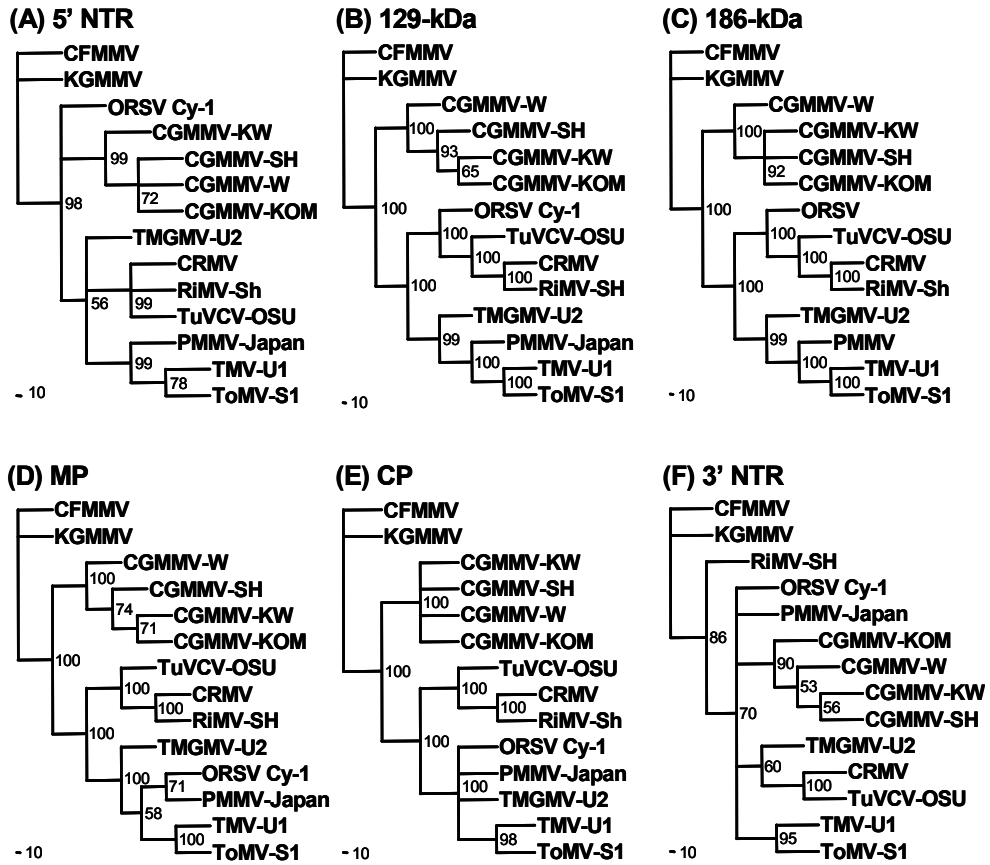 (A) 5' NTR
CFMMV
KGMMV
ORSV Cy-1
CGMMV-KW
99
CGMMV-SH
CGMMV-W
72
98
CGMMV-KOM
TMGMV-U2
CRMV
RiMV-Sh
56
99
TuVCV-OSU
PMMV-Japan
99
TMV-U1
78
ToMV-S1
10
(B) 129-kDa
CFMMV
KGMMV
CGMMV-W
100
CGMMV-SH
93
CGMMV-KW
65
CGMMV-KOM
100
ORSV Cy-1
100
TuVCV-OSU
100
CRMV
100
RiMV-SH
100
TMGMV-U2
99
PMMV-Japan
100
TMV-U1
100
ToMV-S1
10
(C) 186-kDa
CFMMV
KGMMV
CGMMV-W
100
CGMMV-KW
CGMMV-SH
92
CGMMV-KOM
100
ORSV
100
TuVCV-OSU
100
CRMV
100
RiMV-Sh
100
TMGMV-U2
99
PMMV
100
TMV-U1
100
ToMV-S1
10
(D) MP
CFMMV
KGMMV
CGMMV-W
100
CGMMV-SH
74
CGMMV-KW
71
CGMMV-KOM
100
TuVCV-OSU
100
CRMV
100
RiMV-SH
100
TMGMV-U2
100
ORSV Cy-1
71
PMMV-Japan
58
TMV-U1
100
ToMV-S1
10
(E) CP
CFMMV
KGMMV
CGMMV-KW
CGMMV-SH
100
CGMMV-W
CGMMV-KOM
100
TuVCV-OSU
100
CRMV
100
RiMV-Sh
100
ORSV Cy-1
PMMV-Japan
100
TMGMV-U2
TMV-U1
98
ToMV-S1
10
(F) 3' NTR
CFMMV
KGMMV
RiMV-SH
ORSV Cy-1
PMMV-Japan
86
CGMMV-KOM
90
CGMMV-W
53
CGMMV-KW
56
CGMMV-SH
70
TMGMV-U2
60
CRMV
100
TuVCV-OSU
TMV-U1
95
ToMV-S1
10